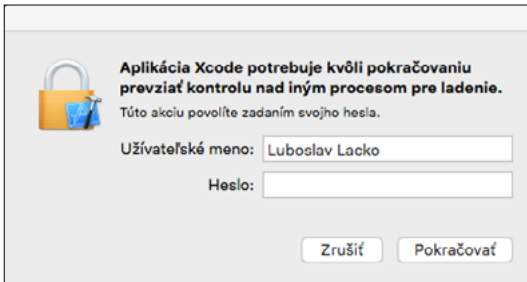 Aplikácia Xcode potrebuje kvôli pokračovaniu
prevziať kontrolu nad iným procesom pre ladenie.
Túto akciu povolíte zadaním svojho hesla.
Užívateľské meno: Luboslav Lacko
Heslo:
Zrušiť Pokračovať